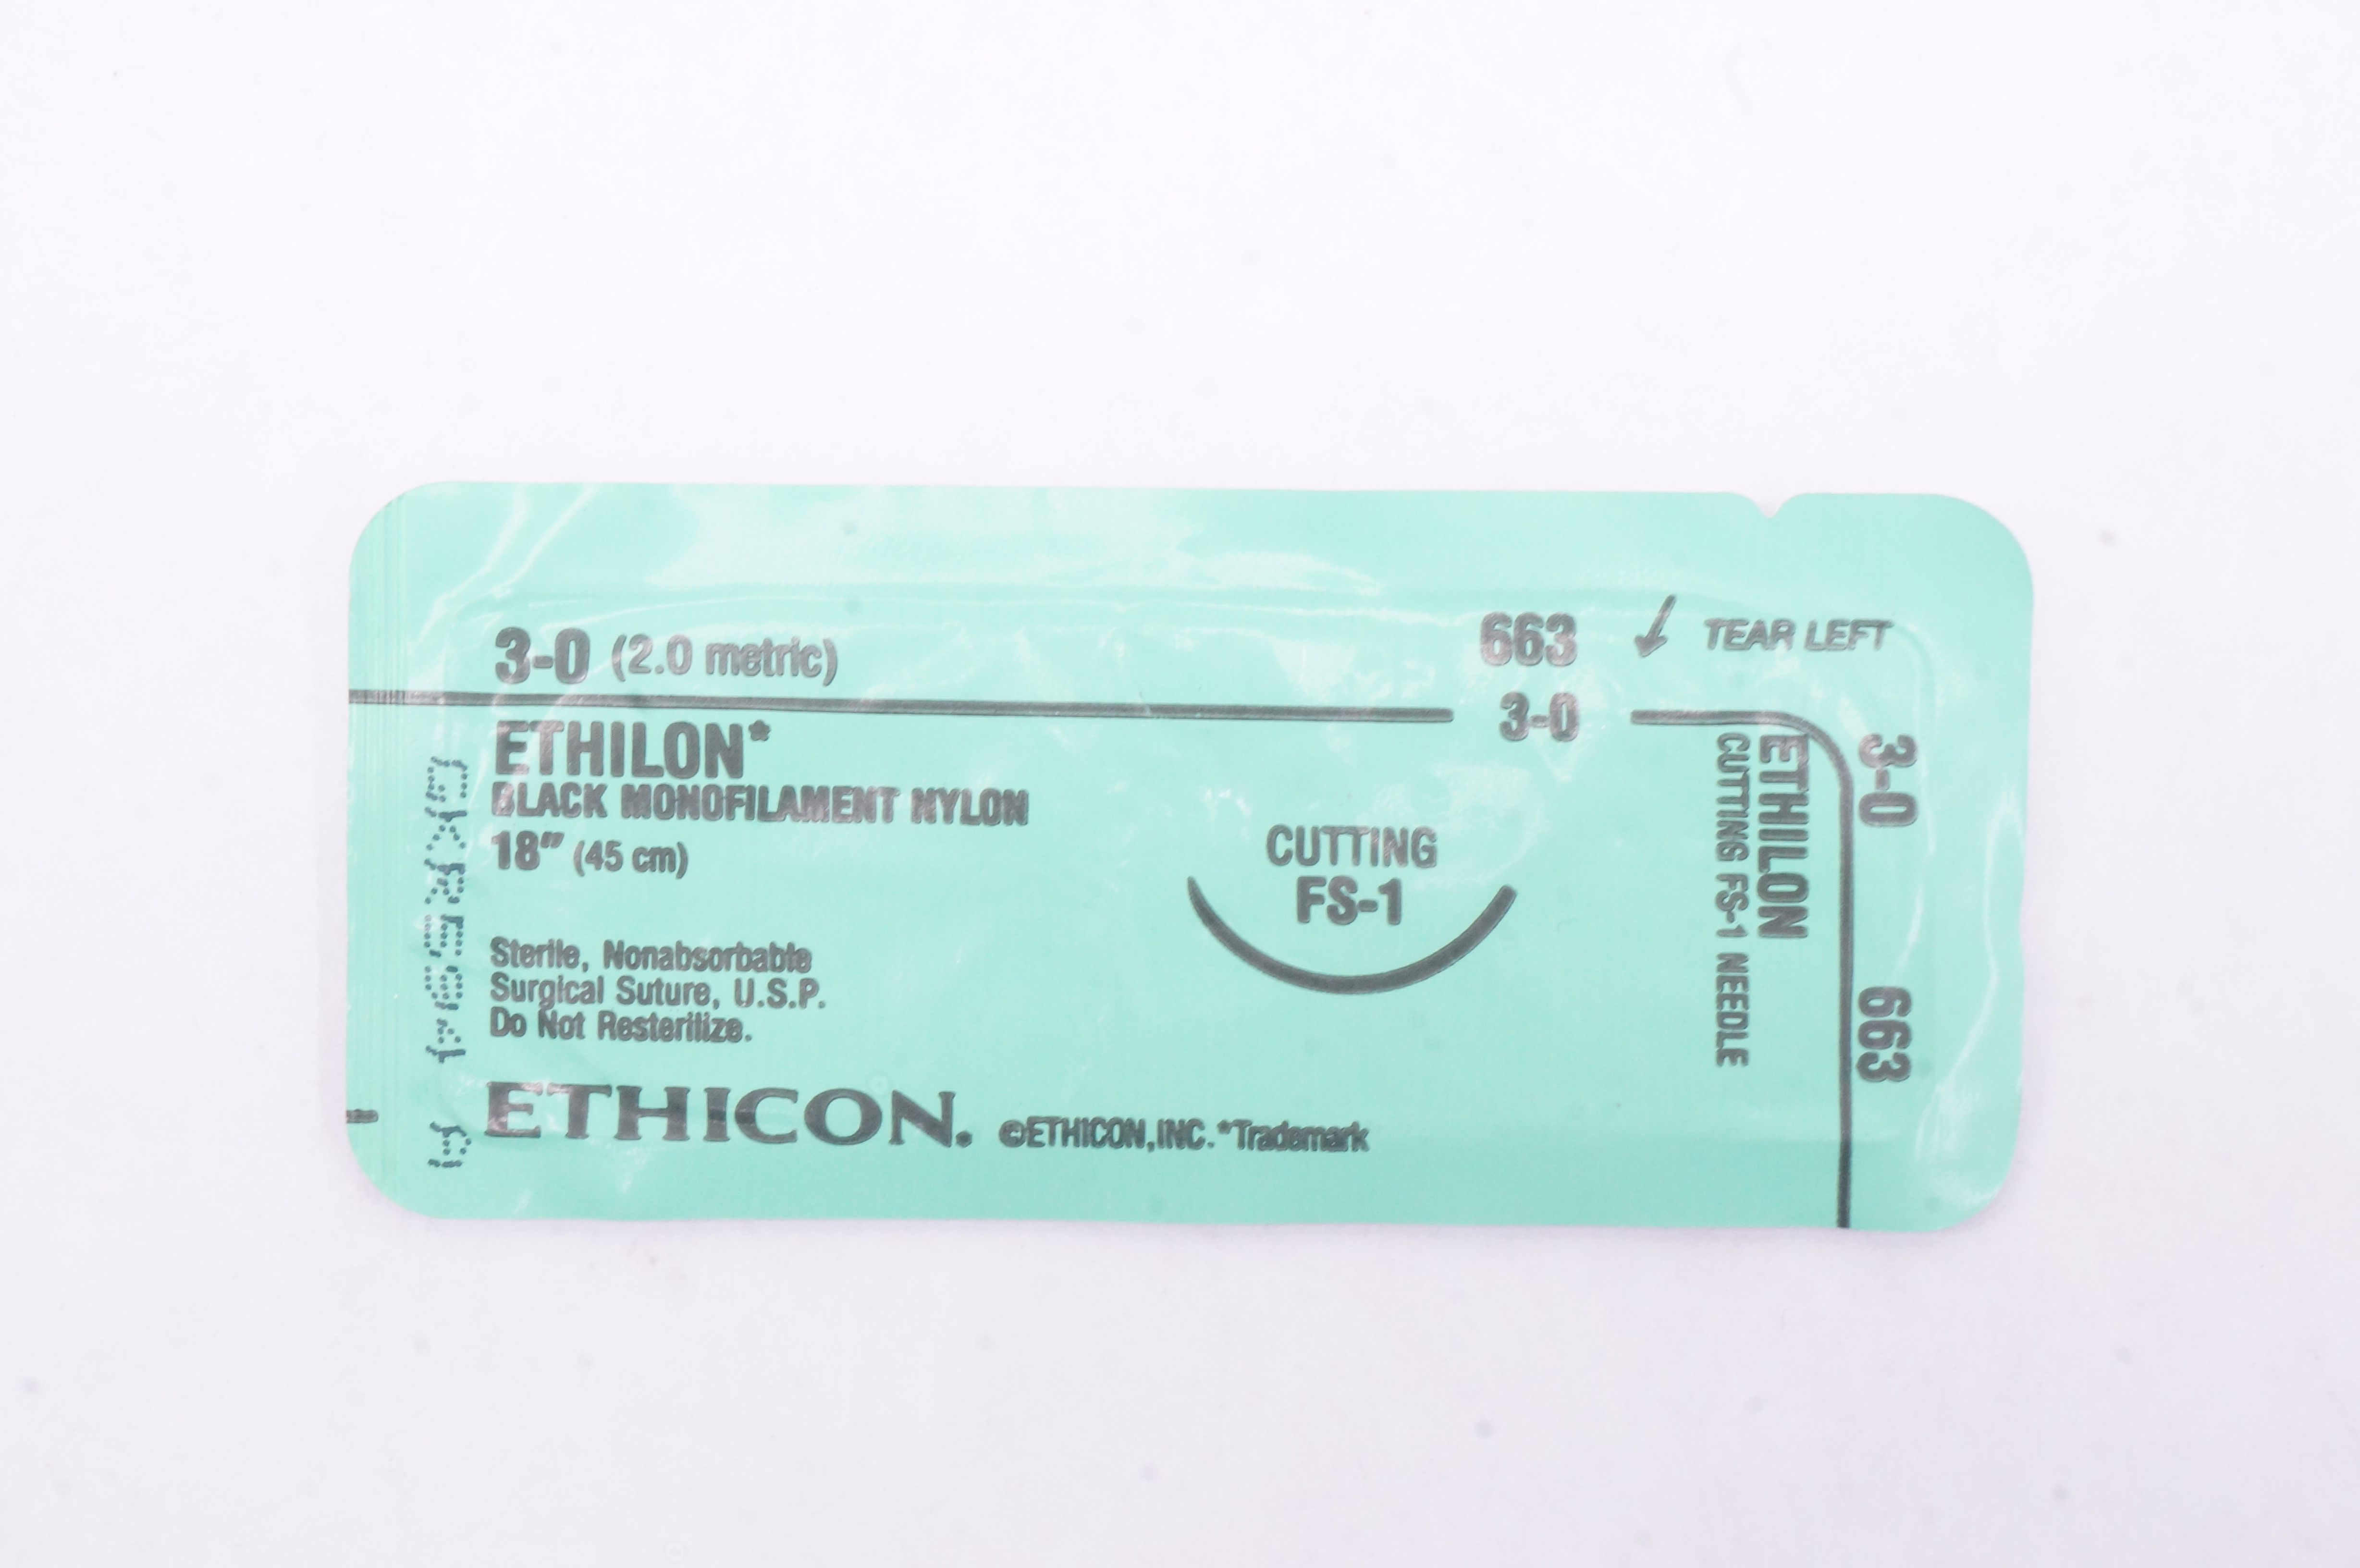 3-0 (2.0 metric)
663
TEAR LEFT
3-0
ETHILON*
BLACK MONOFILAMENT NYLON
18" (45 cm)
CUTTING
FS-1
Sterile, Nonabsorbable
Surgical Suture, U.S.P.
Do Not Resterilize.
ETHICON. ©ETHICON,INC.*Trademark
3-0 663
ETHILON
CUTTING FS-1 NEEDLE